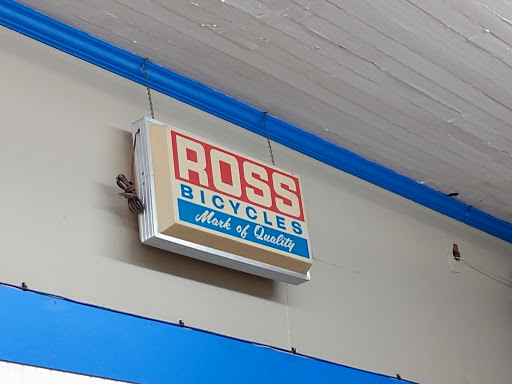 ROSS
BICYCLES
Mark of Quality